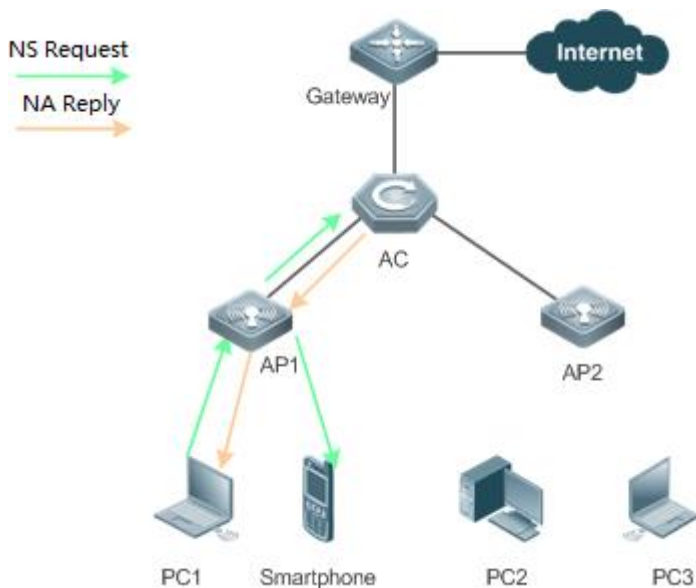 NS Request
NA Reply
Internet
Gateway
AC
AP1
AP2
PC1
Smartphone
PC2
PC3